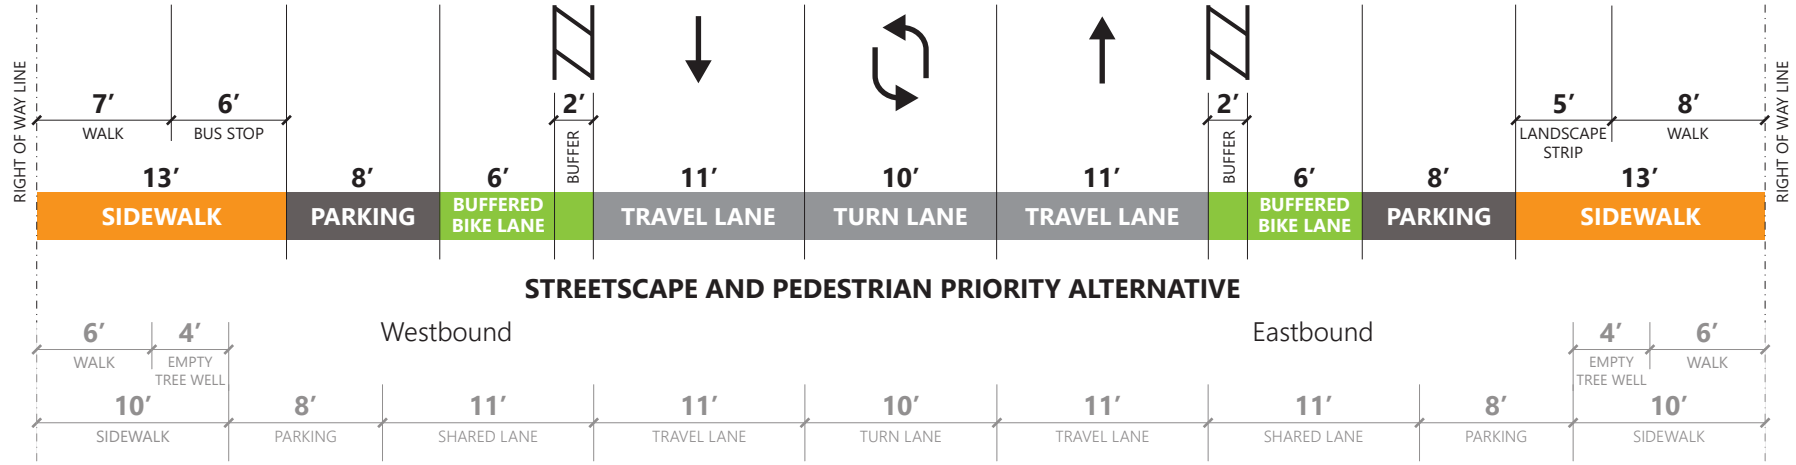 RIGHT OF WAY LINE
7’ 6’ 2’ 2’ 5’ 8’
WALK BUS STOP BUFFER BUFFER LANDSCAPE STRIP WALK
RIGHT OF WAY LINE
13’ 8’ 6’ 11’ 10’ 11’ 6’ 8’ 13’
SIDEWALK PARKING BUFFERED BIKE LANE TRAVEL LANE TURN LANE TRAVEL LANE BUFFERED BIKE LANE PARKING SIDEWALK
STREETSCAPE AND PEDESTRIAN PRIORITY ALTERNATIVE
Westbound Eastbound
6’ 4’ 4’ 6’
WALK EMPTY TREE WELL EMPTY TREE WELL WALK
10’ 8’ 11’ 11’ 10’ 11’ 11’ 8’ 10’
SIDEWALK PARKING SHARED LANE TRAVEL LANE TURN LANE TRAVEL LANE SHARED LANE PARKING SIDEWALK